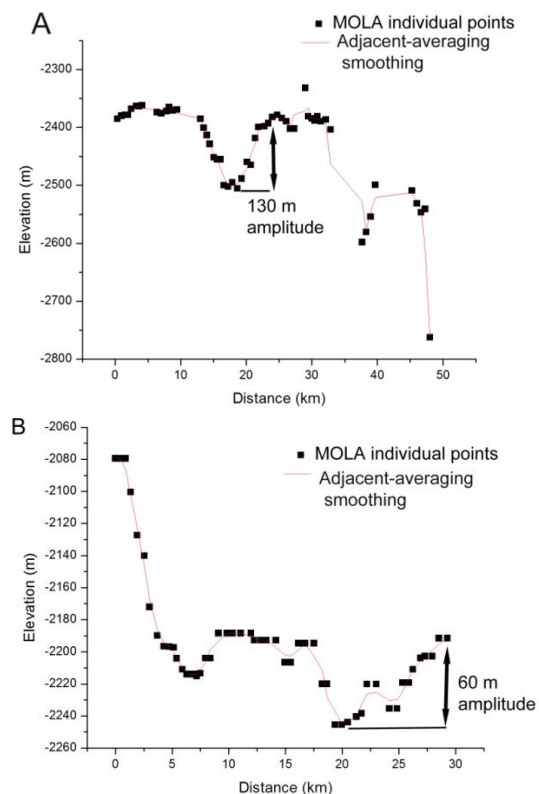 A
MOLA individual points
Adjacent-averaging
smoothing
-2300
-2400
-2500
-2600
-2700
-2800
Elevation (m)
130 m
amplitude
0
10
20
30
40
50
Distance (km)
B
MOLA individual points
Adjacent-averaging
smoothing
-2060
-2080
-2100
-2120
-2140
-2160
-2180
-2200
-2220
-2240
-2260
Elevation (m)
60 m
amplitude
0
5
10
15
20
25
30
Distance (km)